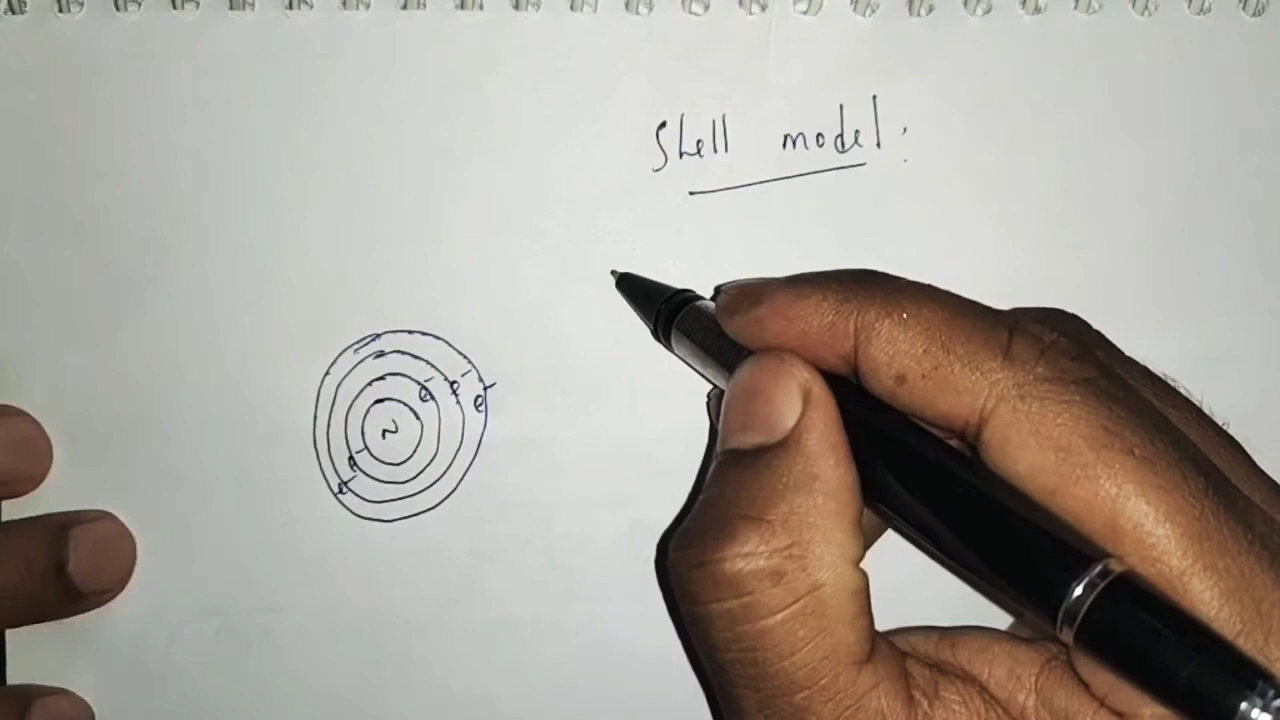 Shell model:
e⁻ e⁻ e⁻
N
e⁻
e⁻